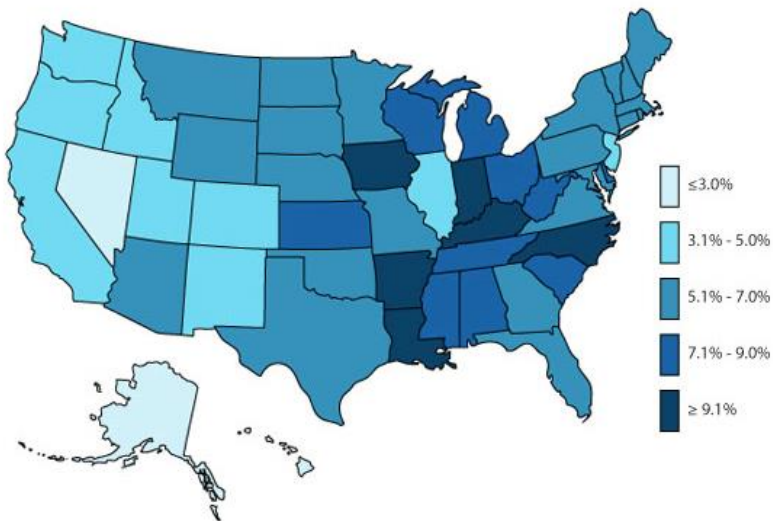 ≤3.0%
3.1% - 5.0%
5.1% - 7.0%
7.1% - 9.0%
≥ 9.1%